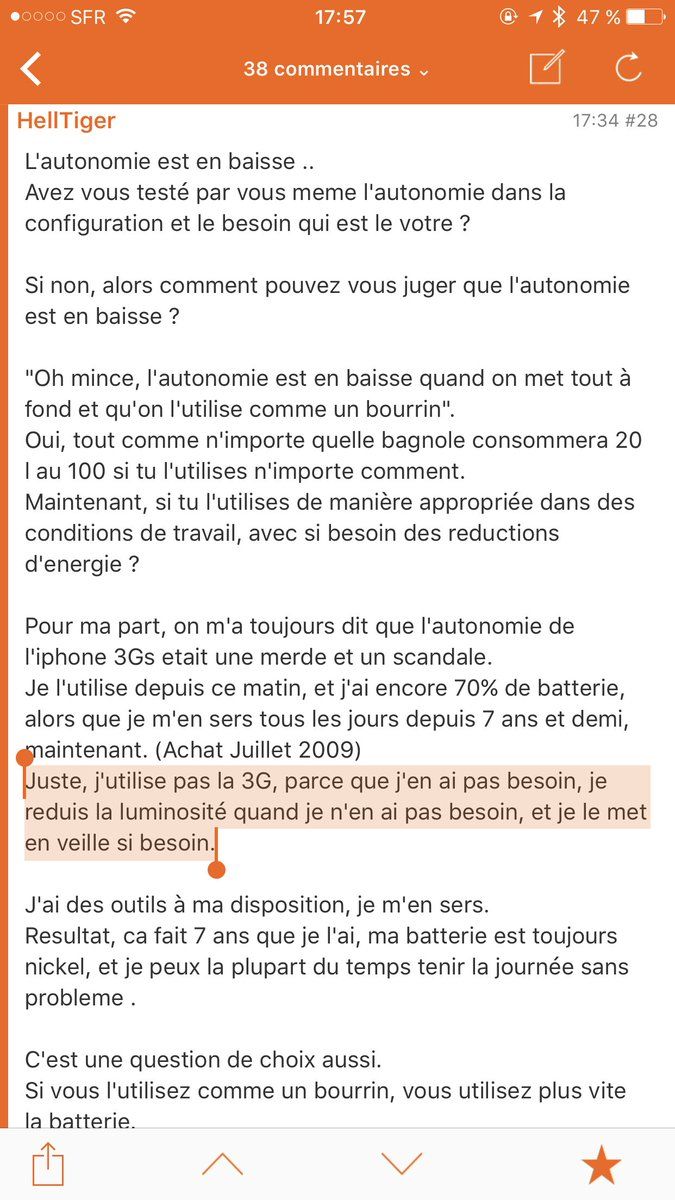 SFR 17:57 47 %
38 commentaires
HellTiger 17:34 #28
L'autonomie est en baisse ..
Avez vous testé par vous meme l'autonomie dans la
configuration et le besoin qui est le votre ?
Si non, alors comment pouvez vous juger que l'autonomie
est en baisse ?
"Oh mince, l'autonomie est en baisse quand on met tout à
fond et qu'on l'utilise comme un bourrin".
Oui, tout comme n'importe quelle bagnole consommera 20
l au 100 si tu l'utilises n'importe comment.
Maintenant, si tu l'utilises de manière appropriée dans des
conditions de travail, avec si besoin des reductions
d'energie ?
Pour ma part, on m'a toujours dit que l'autonomie de
l'iphone 3Gs etait une merde et un scandale.
Je l'utilise depuis ce matin, et j'ai encore 70% de batterie,
alors que je m'en sers tous les jours depuis 7 ans et demi,
maintenant. (Achat Juillet 2009)
Juste, j'utilise pas la 3G, parce que j'en ai pas besoin, je
reduis la luminosité quand je n'en ai pas besoin, et je le met
en veille si besoin.
J'ai des outils à ma disposition, je m'en sers.
Resultat, ca fait 7 ans que je l'ai, ma batterie est toujours
nickel, et je peux la plupart du temps tenir la journée sans
probleme .
C'est une question de choix aussi.
Si vous l'utilisez comme un bourrin, vous utilisez plus vite
la batterie.